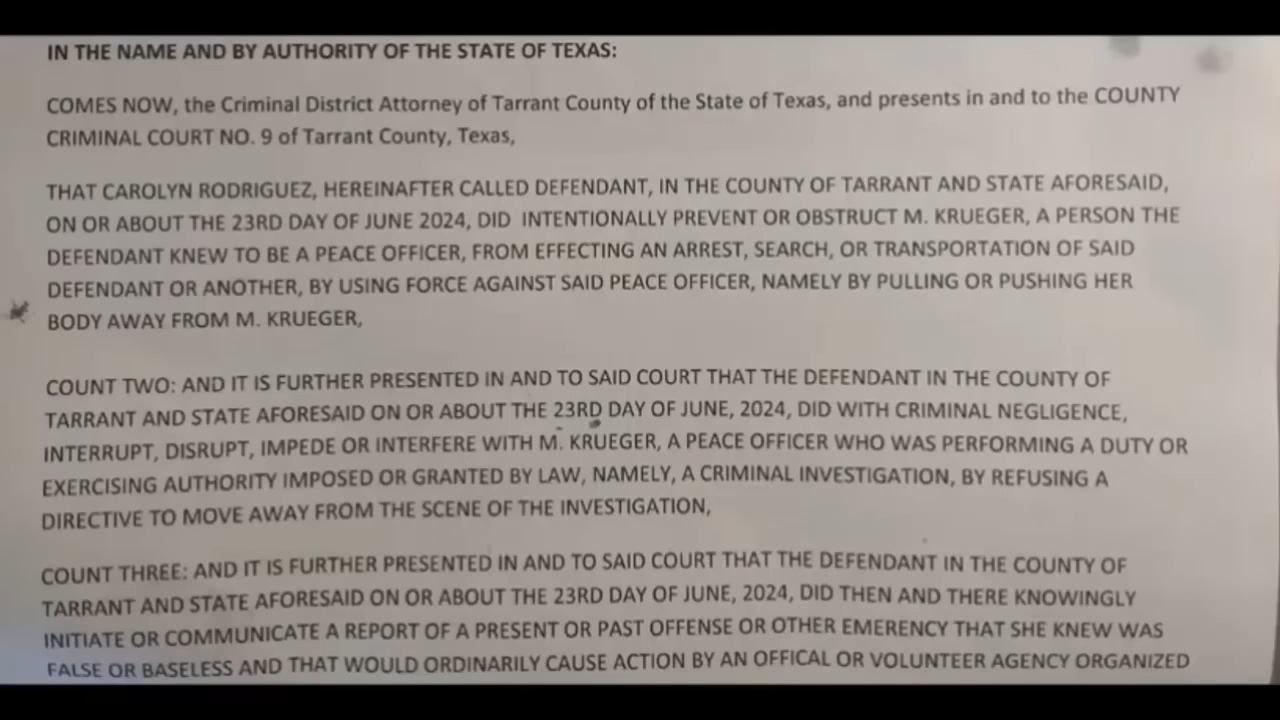 IN THE NAME AND BY AUTHORITY OF THE STATE OF TEXAS:
COMES NOW, the Criminal District Attorney of Tarrant County of the State of Texas, and presents in and to the COUNTY
CRIMINAL COURT NO. 9 of Tarrant County, Texas,
THAT CAROLYN RODRIGUEZ, HEREINAFTER CALLED DEFENDANT, IN THE COUNTY OF TARRANT AND STATE AFORESAID,
ON OR ABOUT THE 23RD DAY OF JUNE 2024, DID INTENTIONALLY PREVENT OR OBSTRUCT M. KRUEGER, A PERSON THE
DEFENDANT KNEW TO BE A PEACE OFFICER, FROM EFFECTING AN ARREST, SEARCH, OR TRANSPORTATION OF SAID
DEFENDANT OR ANOTHER, BY USING FORCE AGAINST SAID PEACE OFFICER, NAMELY BY PULLING OR PUSHING HER
BODY AWAY FROM M. KRUEGER,
COUNT TWO: AND IT IS FURTHER PRESENTED IN AND TO SAID COURT THAT THE DEFENDANT IN THE COUNTY OF
TARRANT AND STATE AFORESAID ON OR ABOUT THE 23RD DAY OF JUNE, 2024, DID WITH CRIMINAL NEGLIGENCE,
INTERRUPT, DISRUPT, IMPEDE OR INTERFERE WITH M. KRUEGER, A PEACE OFFICER WHO WAS PERFORMING A DUTY OR
EXERCISING AUTHORITY IMPOSED OR GRANTED BY LAW, NAMELY, A CRIMINAL INVESTIGATION, BY REFUSING A
DIRECTIVE TO MOVE AWAY FROM THE SCENE OF THE INVESTIGATION,
COUNT THREE: AND IT IS FURTHER PRESENTED IN AND TO SAID COURT THAT THE DEFENDANT IN THE COUNTY OF
TARRANT AND STATE AFORESAID ON OR ABOUT THE 23RD DAY OF JUNE, 2024, DID THEN AND THERE KNOWINGLY
INITIATE OR COMMUNICATE A REPORT OF A PRESENT OR PAST OFFENSE OR OTHER EMERENCY THAT SHE KNEW WAS
FALSE OR BASELESS AND THAT WOULD ORDINARILY CAUSE ACTION BY AN OFFICAL OR VOLUNTEER AGENCY ORGANIZED